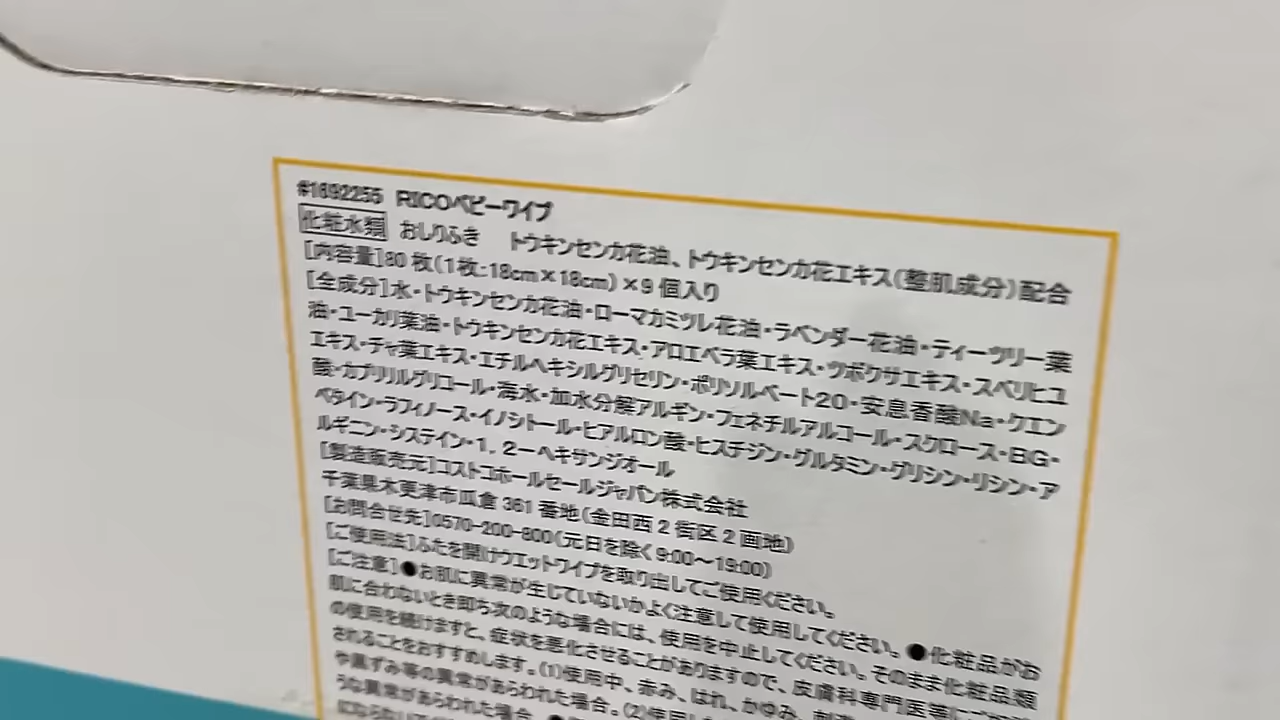 #1692255 RICOベビーワイプ
化粧水類 おしりふき トウキンセンカ花油、トウキンセンカ花エキス(整肌成分)配合
[内容量]80枚(1枚:18cm×18cm)×9個入り
[全成分]水・トウキンセンカ花油・ローマカミツレ花油・ラベンダー花油・ティーツリー葉
油・ユーカリ葉油・トウキンセンカ花エキス・アロエベラ葉エキス・ツボクサエキス・スベリヒユ
エキス・チャ葉エキス・エチルヘキシルグリセリン・ポリソルベート20・安息香酸Na・クエン
酸・カプリリルグリコール・海水・加水分解アルギン・フェネチルアルコール・スクロース・BG・
ベタイン・ラフィノース・イノシトール・ヒアルロン酸・ヒスチジン・グルタミン・グリシン・リシン・ア
ルギニン・システイン・1,2-ヘキサンジオール
[製造販売元]コストコホールセールジャパン株式会社
千葉県木更津市瓜倉361番地(金田西2街区2画地)
[お問合せ先]0570-200-800(元日を除く9:00〜19:00)
[ご使用法]ふたを開けウエットワイプを取り出してご使用ください。
[ご注意]●お肌に異常が生じていないかよく注意して使用してください。●化粧品がお
肌に合わないとき即ち次のような場合には、使用を中止してください。そのまま化粧品類
の使用を続けますと、症状を悪化させることがありますので、皮膚科専門医等に
されることをおすすめします。(1)使用中、赤み、はれ、かゆみ、刺激
や黒ずみ等の異常があらわれた場合。(2)使用し
うな異常があらわれた場合